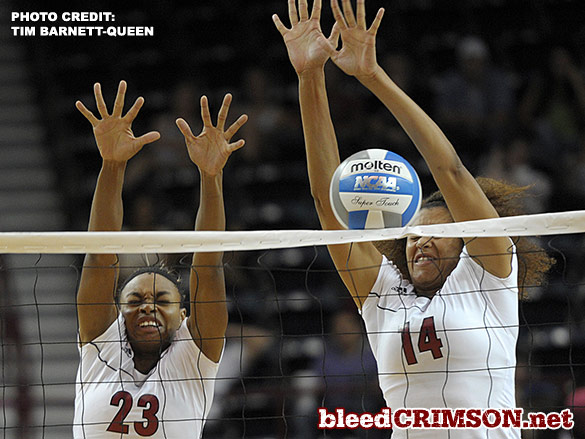 PHOTO CREDIT:
TIM BARNETT-QUEEN
molten
NCAA
Super Touch
14
23
bleedCRIMSON.net